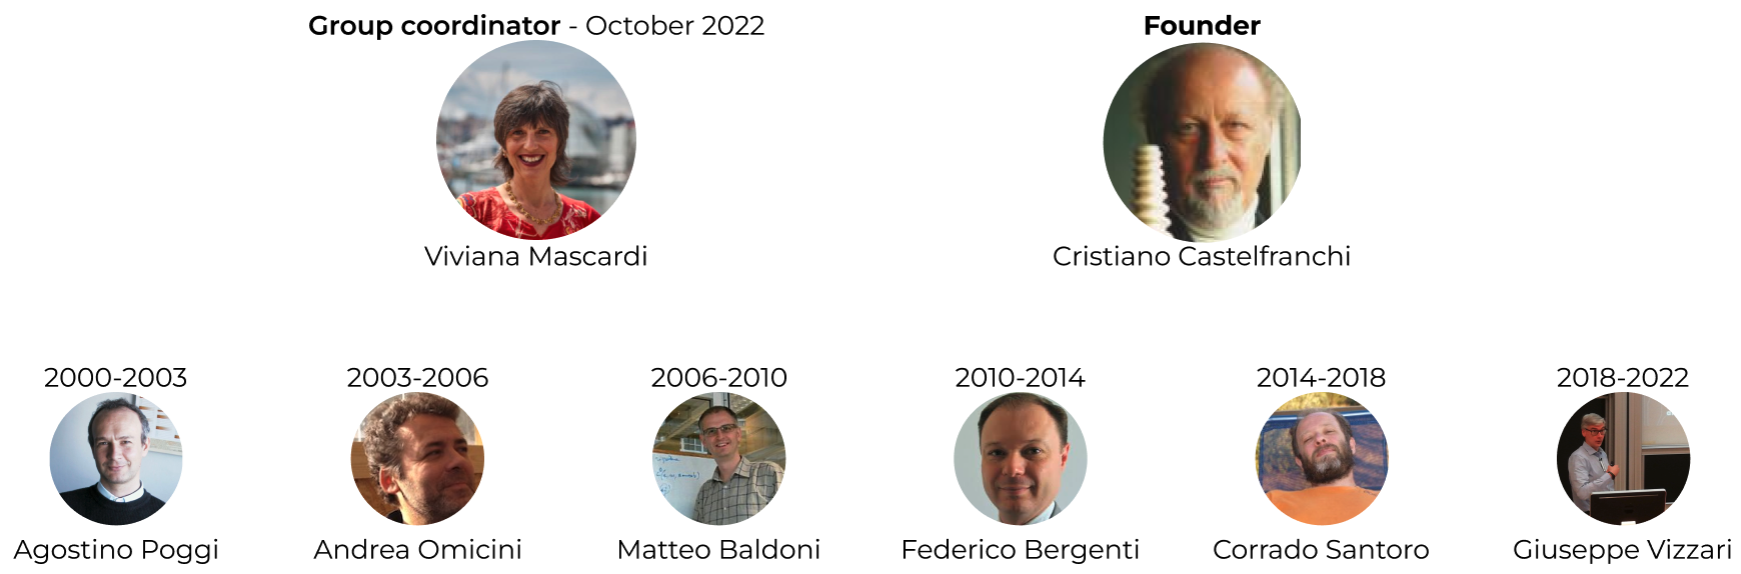 Group coordinator - October 2022
Founder
Viviana Mascardi
Cristiano Castelfranchi
2000-2003
2003-2006
2006-2010
2010-2014
2014-2018
2018-2022
Agostino Poggi
Andrea Omicini
Matteo Baldoni
Federico Bergenti
Corrado Santoro
Giuseppe Vizzari